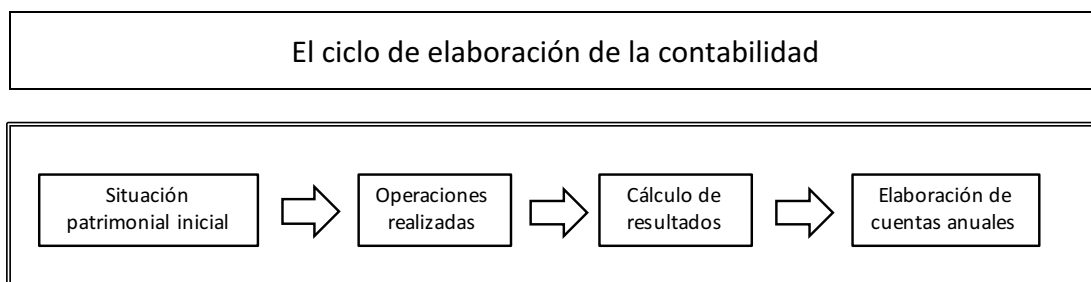 El ciclo de elaboración de la contabilidad
Situación
patrimonial inicial
Operaciones
realizadas
Cálculo de
resultados
Elaboración de
cuentas anuales